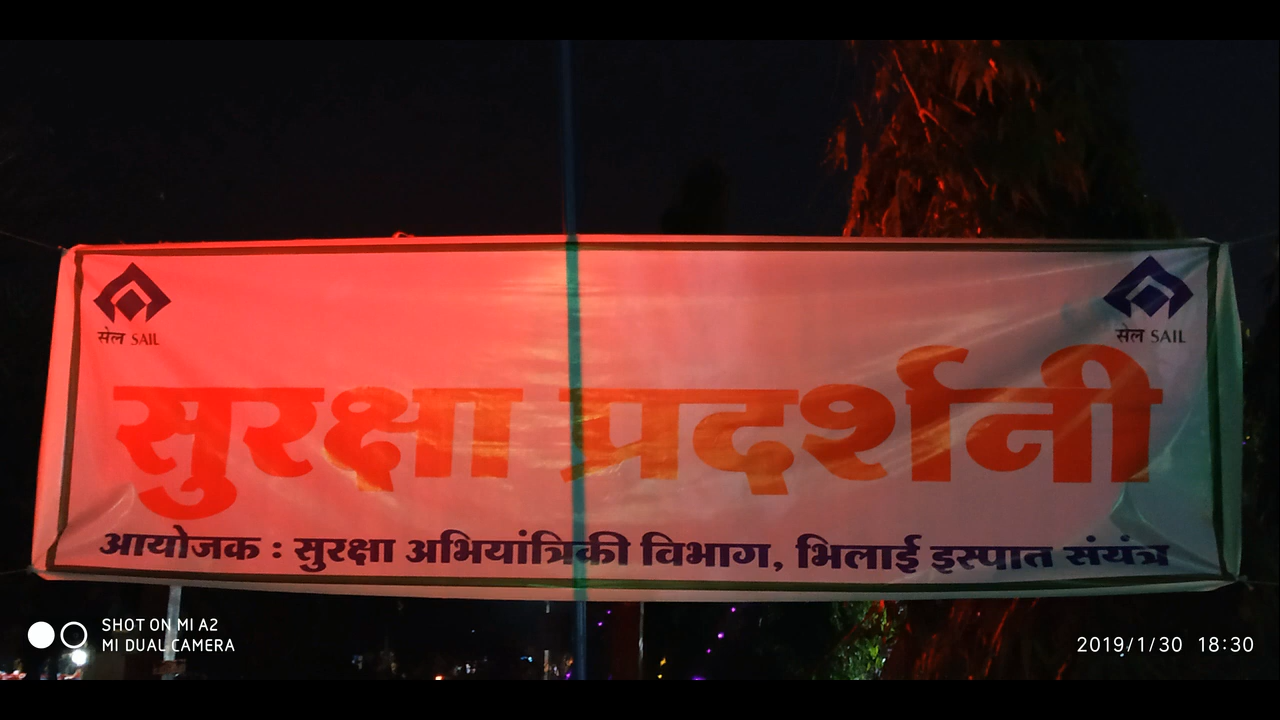 सेल SAIL
सेल SAIL
सुरक्षा प्रदर्शनी
आयोजक : सुरक्षा अभियांत्रिकी विभाग, भिलाई इस्पात संयंत्र
SHOT ON MI A2
MI DUAL CAMERA
2019/1/30 18:30